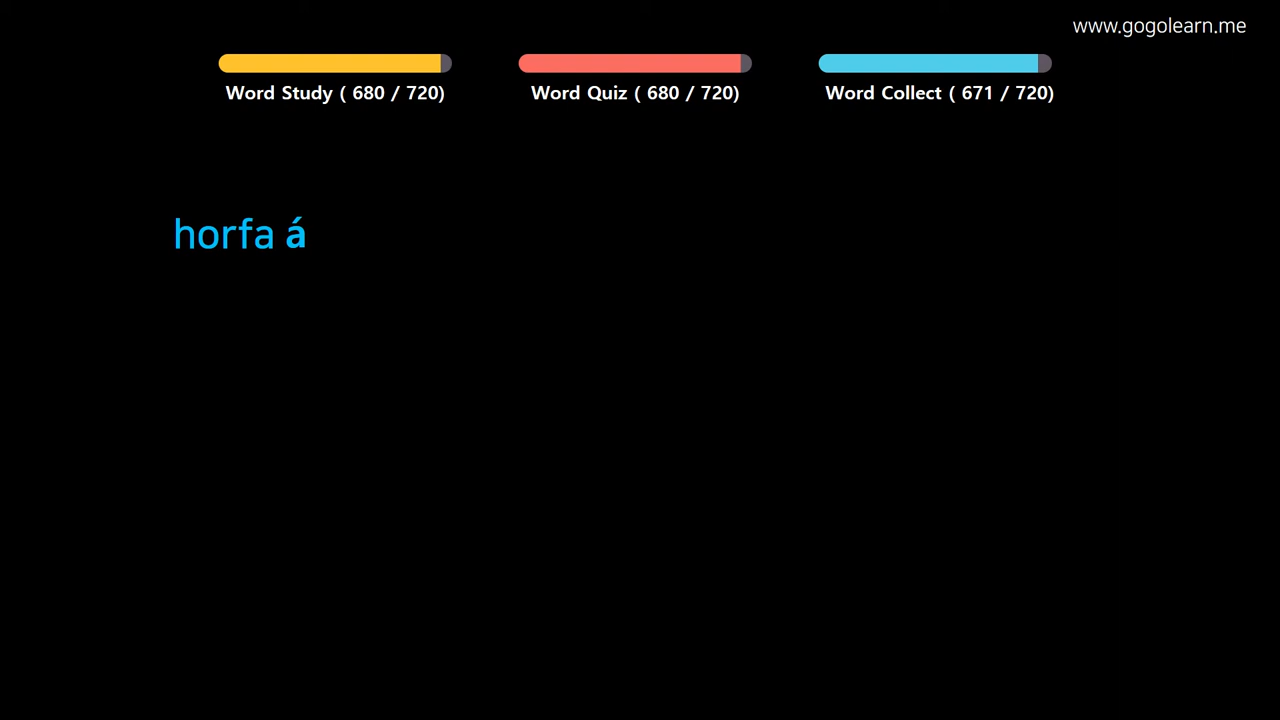 www.gogolearn.me
Word Study ( 680 / 720)
Word Quiz ( 680 / 720)
Word Collect ( 671 / 720)
horfa á